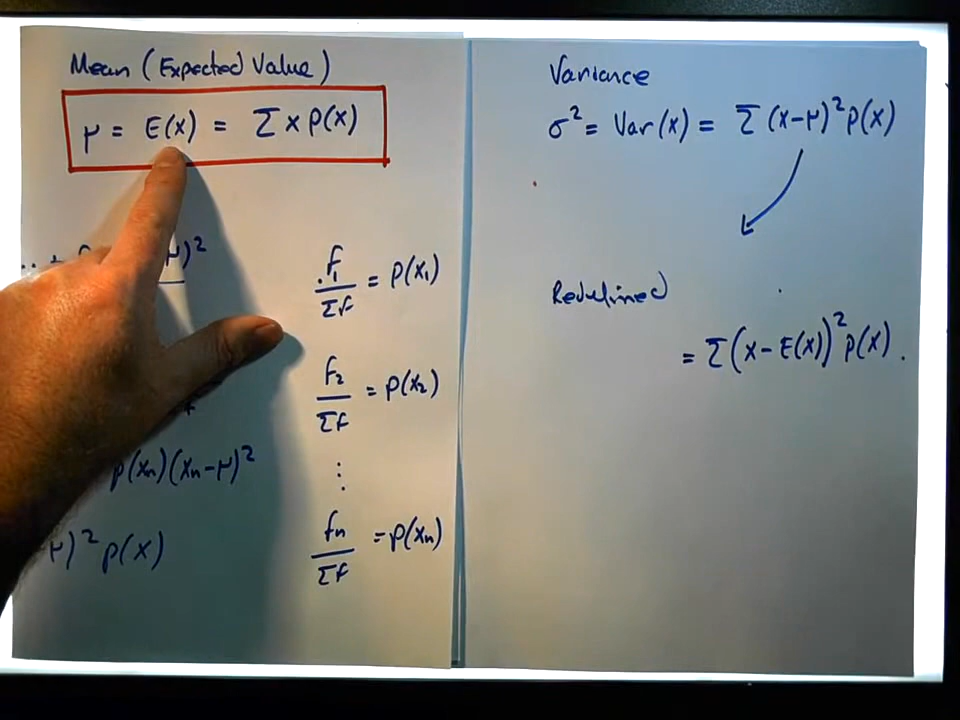 Mean (Expected Value)
μ = E(x) = Σ x P(x)
μ)²
f₁/Σf = P(x₁)
f₂/Σf = P(x₂)
P(xₙ)(xₙ-μ)²
⋮
fₙ/Σf = P(xₙ)
μ)² P(x)
Variance
σ² = Var(x) = Σ (x-μ)² P(x)
Redefined
= Σ (x - E(x))² P(x).